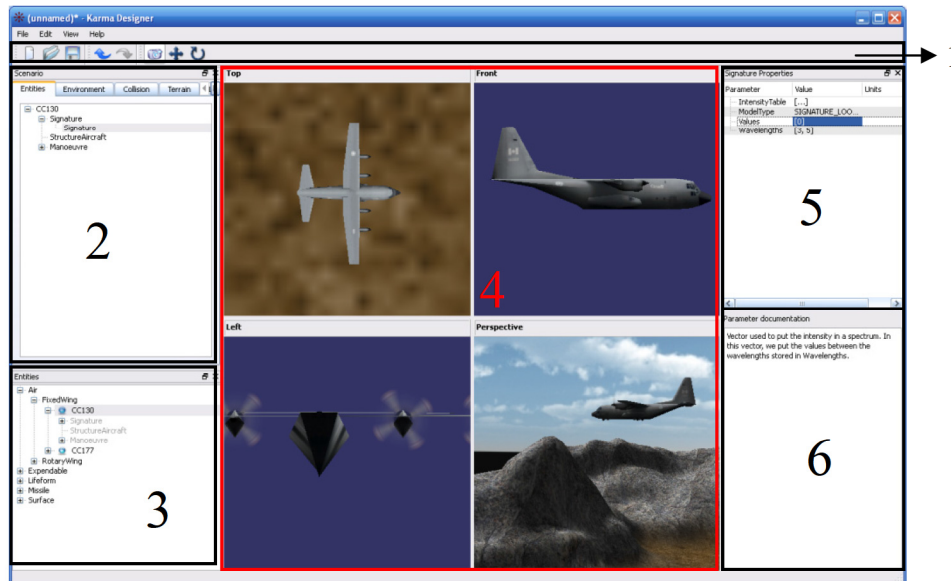 (unnamed)* - Karma Designer
File Edit View Help
Scenario
Entities Environment Collision Terrain
CC130
Signature
Signature
StructureAircraft
Manoeuvre
2
Entities
Air
FixedWing
CC130
Signature
StructureAircraft
Manoeuvre
CC177
RotaryWing
Expendable
Lifeform
Missile
Surface
3
Top
Front
4
Left
Perspective
Signature Properties
Parameter Value Units
IntensityTable [...]
ModelType SIGNATURE_LOO...
Values [0]
Wavelengths [3, 5]
5
Parameter documentation
Vector used to put the intensity in a spectrum. In
this vector, we put the values between the
wavelengths stored in Wavelengths.
6